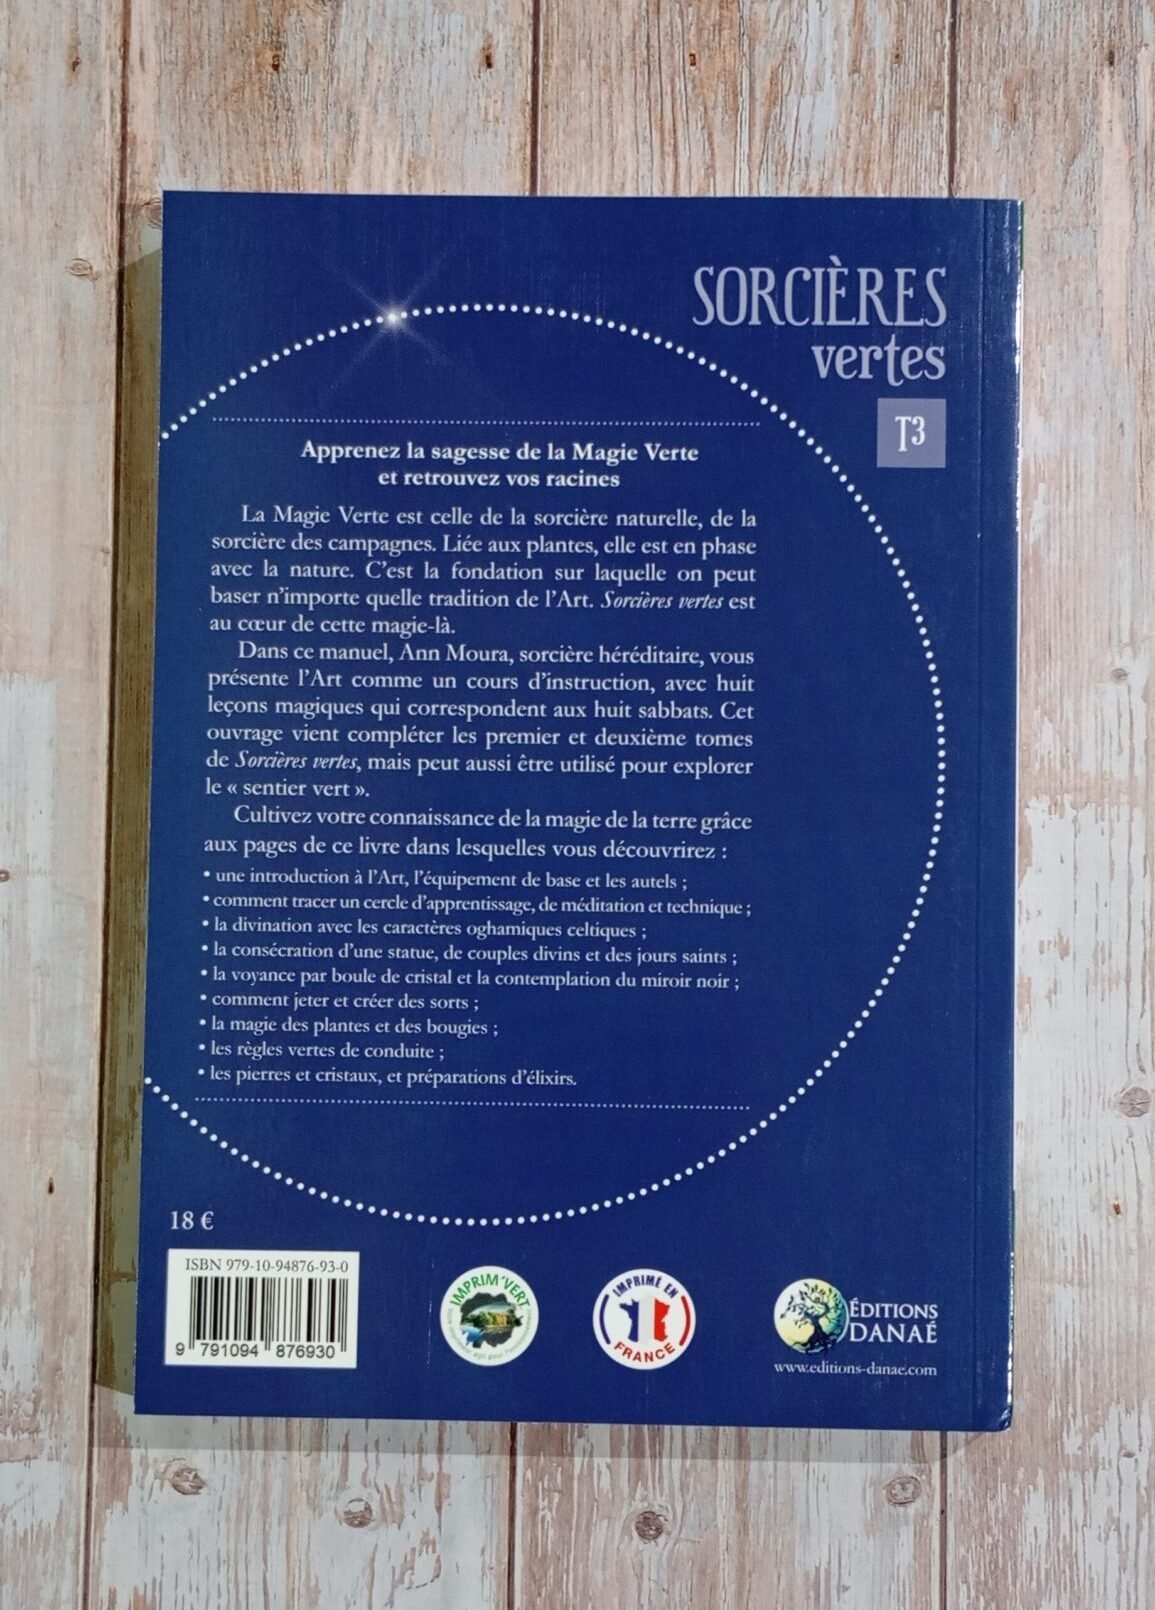 SORCIÈRES
vertes
T3
Apprenez la sagesse de la Magie Verte
et retrouvez vos racines
La Magie Verte est celle de la sorcière naturelle, de la
sorcière des campagnes. Liée aux plantes, elle est en phase
avec la nature. C'est la fondation sur laquelle on peut
baser n'importe quelle tradition de l'Art. Sorcières vertes est
au cœur de cette magie-là.
Dans ce manuel, Ann Moura, sorcière héréditaire, vous
présente l'Art comme un cours d'instruction, avec huit
leçons magiques qui correspondent aux huit sabbats. Cet
ouvrage vient compléter les premier et deuxième tomes
de Sorcières vertes, mais peut aussi être utilisé pour explorer
le « sentier vert ».
Cultivez votre connaissance de la magie de la terre grâce
aux pages de ce livre dans lesquelles vous découvrirez :
• une introduction à l'Art, l'équipement de base et les autels ;
• comment tracer un cercle d'apprentissage, de méditation et technique ;
• la divination avec les caractères oghamiques celtiques ;
• la consécration d'une statue, de couples divins et des jours saints ;
• la voyance par boule de cristal et la contemplation du miroir noir ;
• comment jeter et créer des sorts ;
• la magie des plantes et des bougies ;
• les règles vertes de conduite ;
• les pierres et cristaux, et préparations d'élixirs.
18 €
ISBN 979-10-94876-93-0
9 791094 876930
IMPRIM'VERT
IMPRIMÉ EN
FRANCE
ÉDITIONS
DANAÉ
www.editions-danae.com